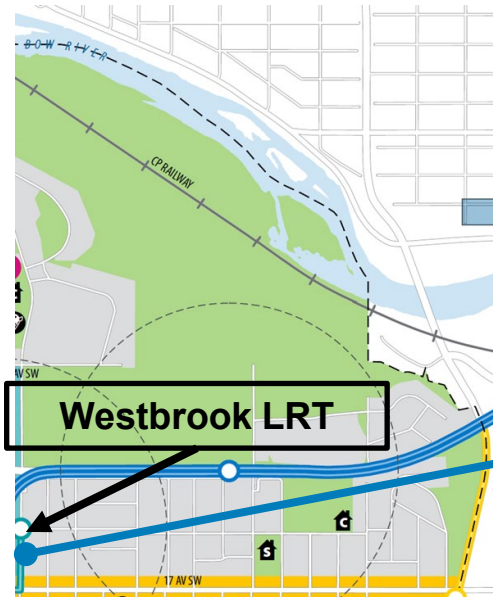 BOW RIVER
CP RAILWAY
AV SW
Westbrook LRT
C
S
17 AV SW